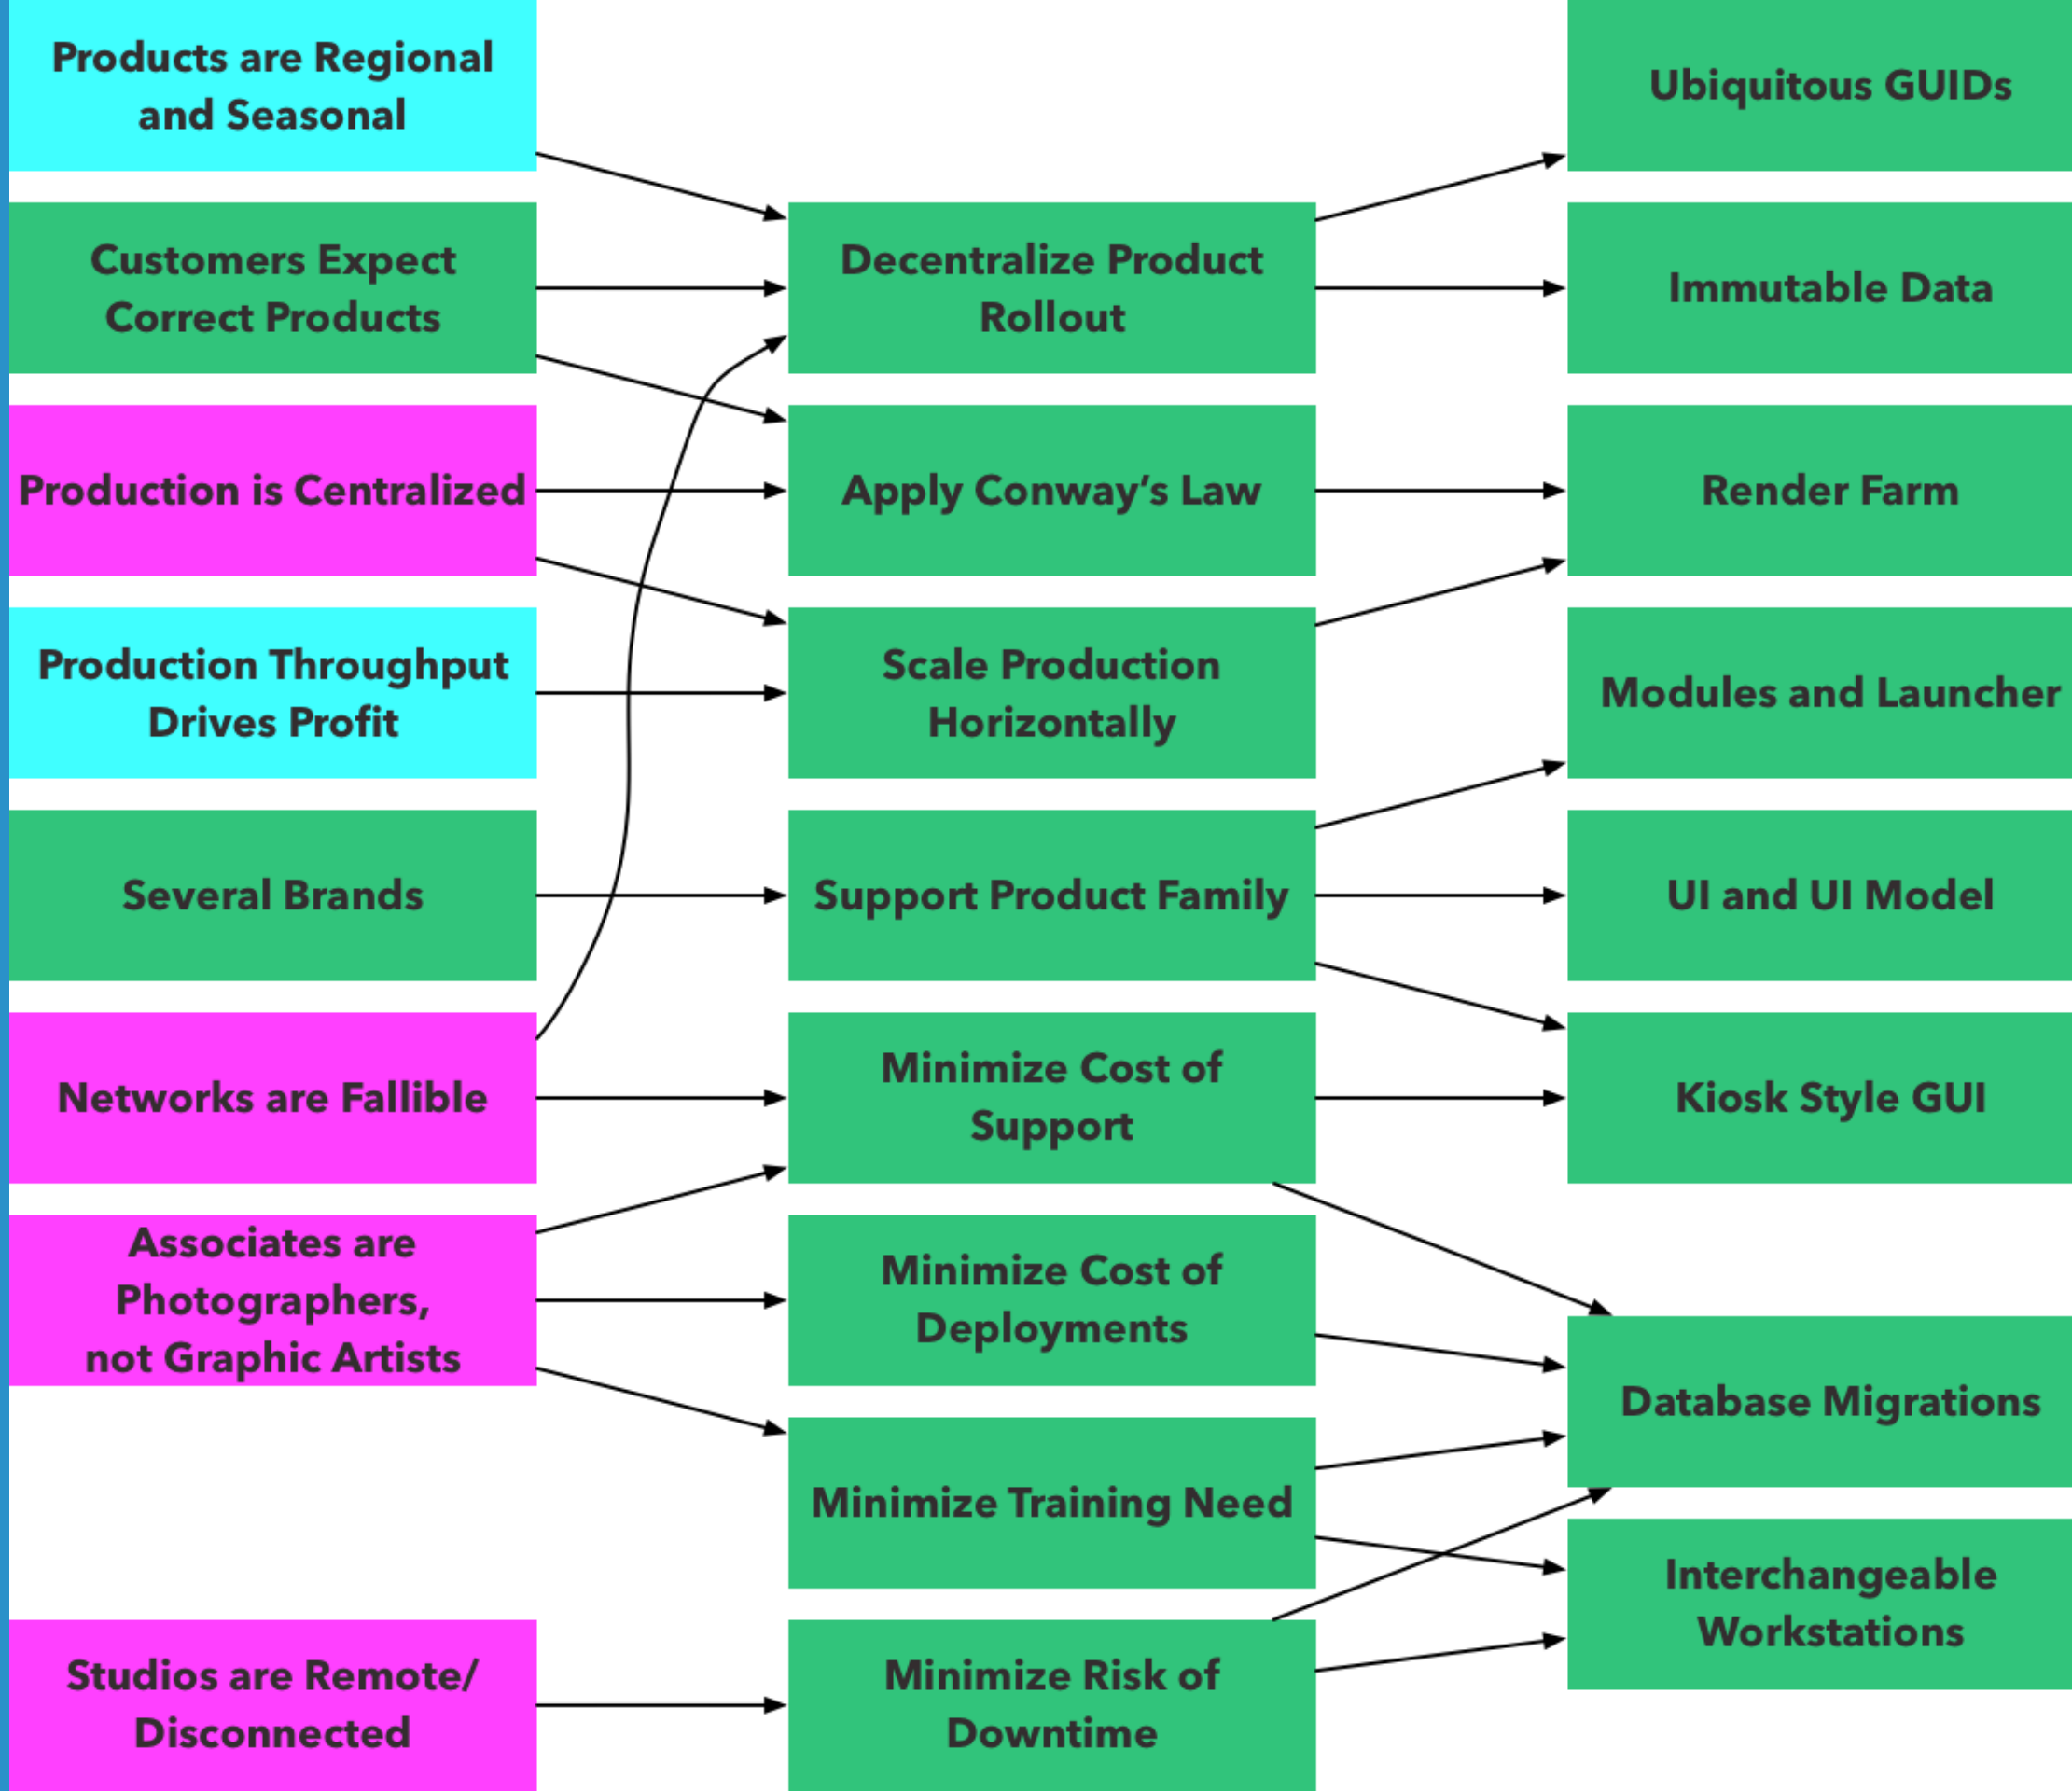 Products are Regional
and Seasonal
Customers Expect
Correct Products
Production is Centralized
Production Throughput
Drives Profit
Several Brands
Networks are Fallible
Associates are
Photographers,
not Graphic Artists
Studios are Remote/
Disconnected
Decentralize Product
Rollout
Apply Conway’s Law
Scale Production
Horizontally
Support Product Family
Minimize Cost of
Support
Minimize Cost of
Deployments
Minimize Training Need
Minimize Risk of
Downtime
Ubiquitous GUIDs
Immutable Data
Render Farm
Modules and Launcher
UI and UI Model
Kiosk Style GUI
Database Migrations
Interchangeable
Workstations